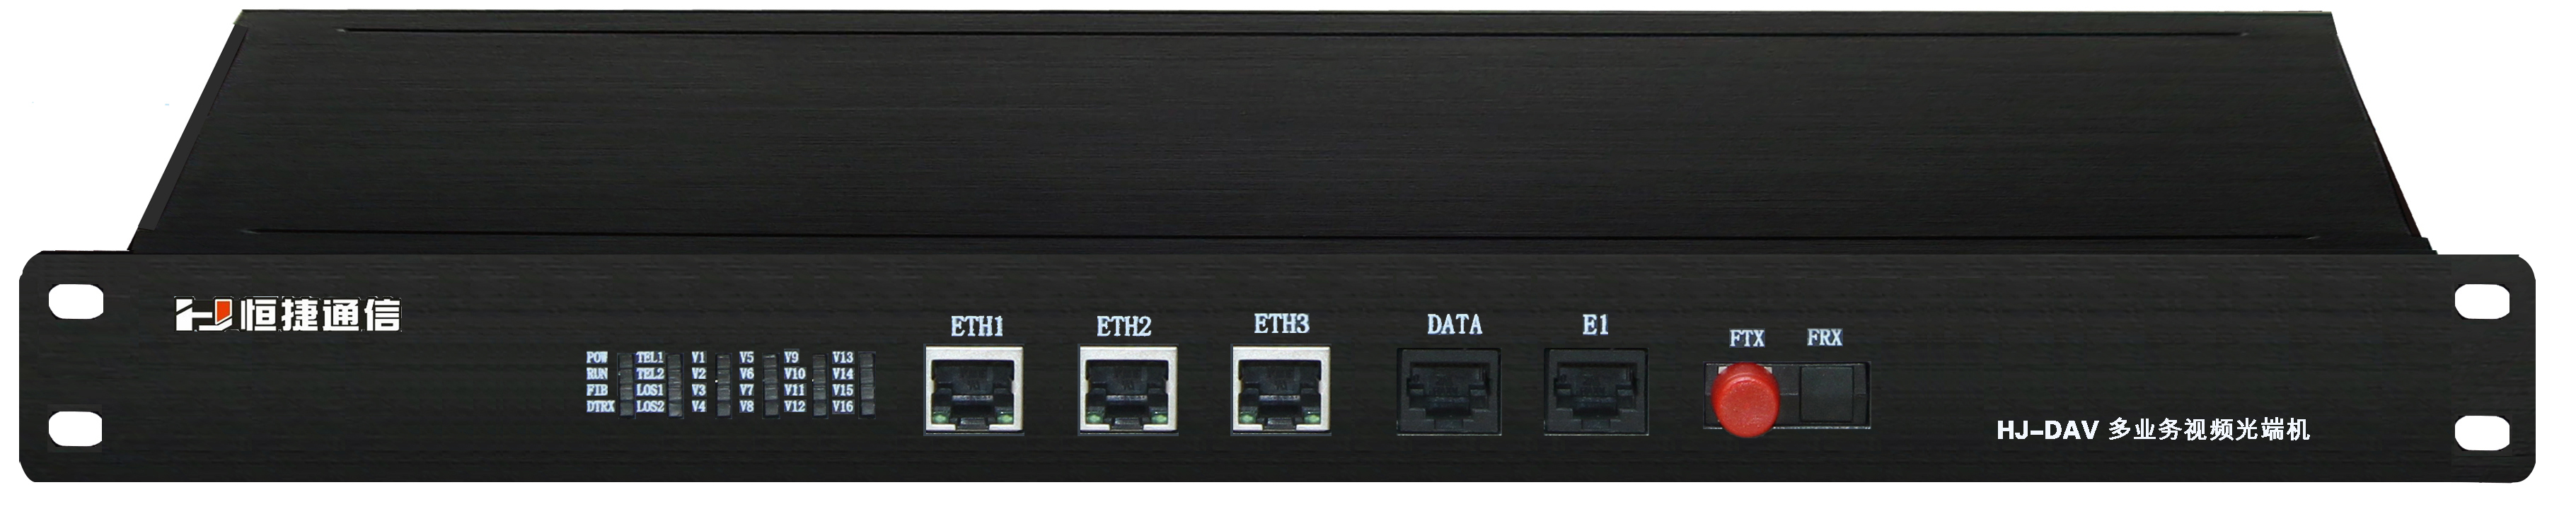 HJ 恒捷通信
ETH1 ETH2 ETH3 DATA E1 FTX FRX
POW TEL1 V1 V5 V9 V13
RUN TEL2 V2 V6 V10 V14
FIB LOS1 V3 V7 V11 V15
DTRX LOS2 V4 V8 V12 V16
HJ-DAV 多业务视频光端机